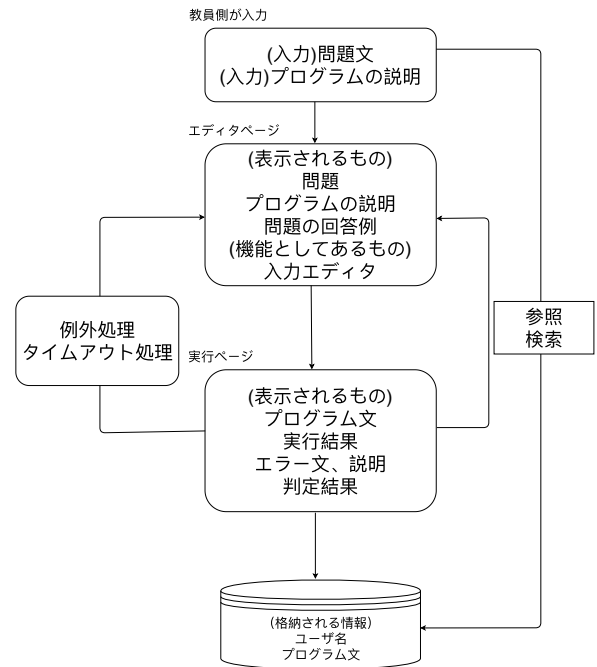 教員側が入力
(入力)問題文
(入力)プログラムの説明
エディタページ
(表示されるもの)
問題
プログラムの説明
問題の回答例
(機能としてあるもの)
入力エディタ
例外処理
タイムアウト処理
参照
検索
実行ページ
(表示されるもの)
プログラム文
実行結果
エラー文、説明
判定結果
(格納される情報)
ユーザ名
プログラム文